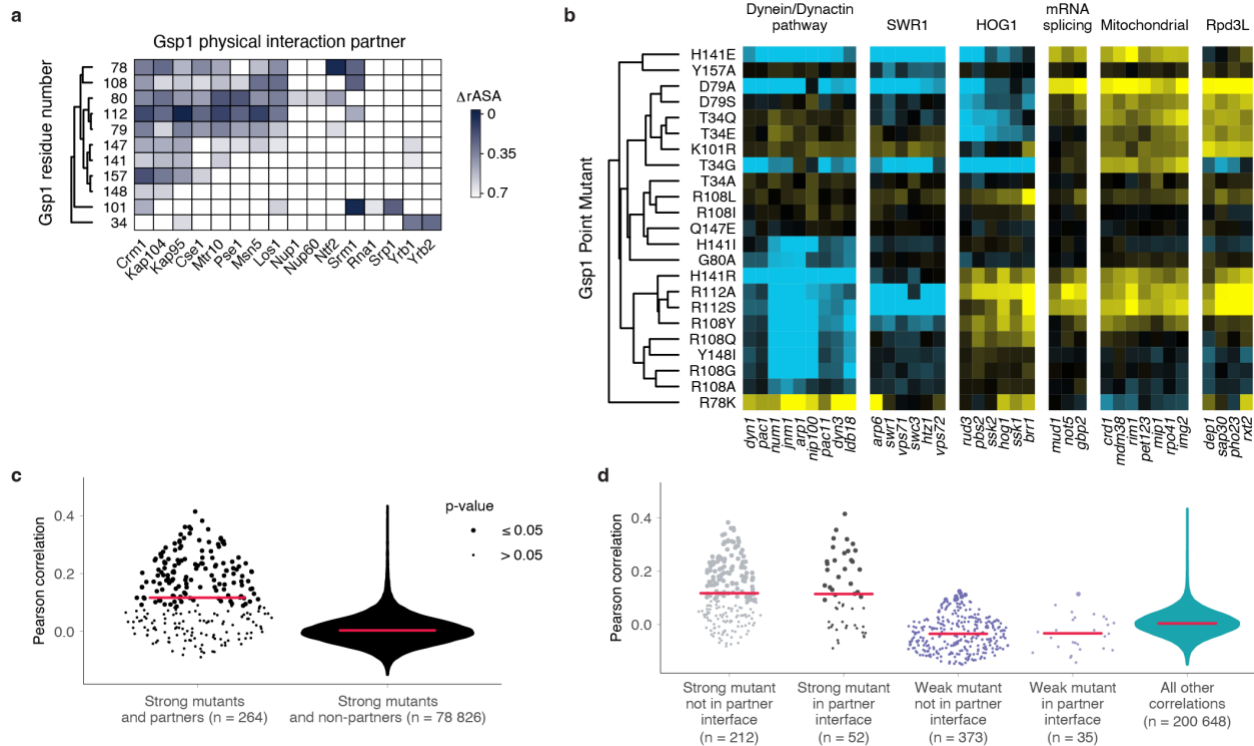 a
Gsp1 physical interaction partner
Gsp1 residue number
78
108
80
112
79
147
141
157
148
101
34
ΔrASA
0
0.35
0.7
Crm1
Kap104
Kap95
Cse1
Mtr10
Pse1
Msn5
Los1
Nup1
Nup60
Ntf2
Srm1
Rna1
Srp1
Yrb1
Yrb2
b
Dynein/Dynactin
pathway
SWR1
HOG1
mRNA
splicing
Mitochondrial
Rpd3L
Gsp1 Point Mutant
H141E
Y157A
D79A
D79S
T34Q
T34E
K101R
T34G
T34A
R108L
R108I
Q147E
H141I
G80A
H141R
R112A
R112S
R108Y
R108Q
Y148I
R108G
R108A
R78K
dyn1
pac1
num1
jnm1
arp1
nip100
pac11
dyn3
ldb18
arp6
swr1
vps71
swc3
htz1
vps72
rud3
pbs2
ssk2
hog1
ssk1
brr1
mud1
not5
gbp2
crd1
mdm38
rim1
pet123
mip1
rpo41
img2
dep1
sap30
pho23
rxt2
c
Pearson correlation
0.4
0.2
0.0
p-value
≤ 0.05
> 0.05
Strong mutants
and partners (n = 264)
Strong mutants
and non-partners (n = 78 826)
d
Pearson correlation
0.4
0.2
0.0
Strong mutant
not in partner
interface
(n = 212)
Strong mutant
in partner
interface
(n = 52)
Weak mutant
not in partner
interface
(n = 373)
Weak mutant
in partner
interface
(n = 35)
All other
correlations
(n = 200 648)